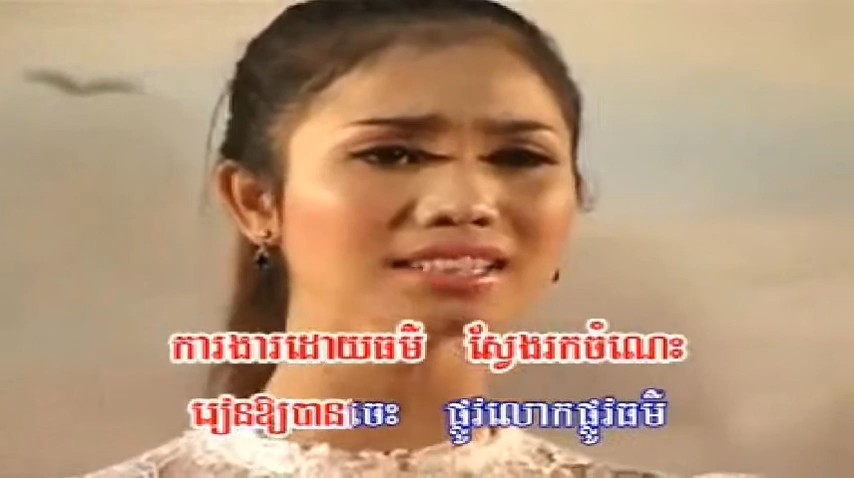 ការងារដោយធម៌ ស្វែងរកចំណេះ
រៀនឱ្យបានចេះ ផ្លូវលោកផ្លូវធម៌